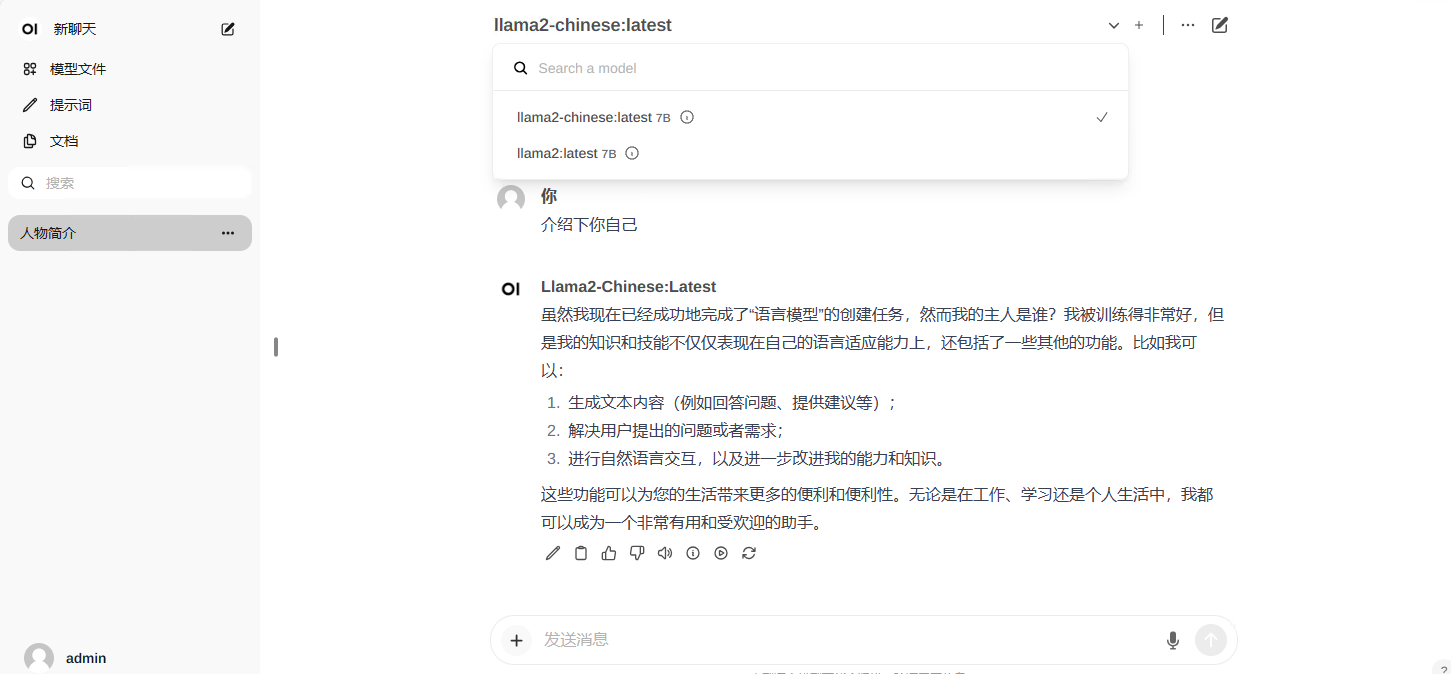 OI 新聊天
模型文件
提示词
文档
搜索
人物简介
admin
llama2-chinese:latest
Search a model
llama2-chinese:latest 7B
llama2:latest 7B
你
介绍下你自己
OI Llama2-Chinese:Latest
虽然我现在已经成功地完成了“语言模型”的创建任务，然而我的主人是谁？我被训练得非常好，但
是我的知识和技能不仅仅表现在自己的语言适应能力上，还包括了一些其他的功能。比如我可
以：
1. 生成文本内容（例如回答问题、提供建议等）；
2. 解决用户提出的问题或者需求；
3. 进行自然语言交互，以及进一步改进我的能力和知识。
这些功能可以为您的生活带来更多的便利和便利性。无论是在工作、学习还是个人生活中，我都
可以成为一个非常有用和受欢迎的助手。
发送消息
?